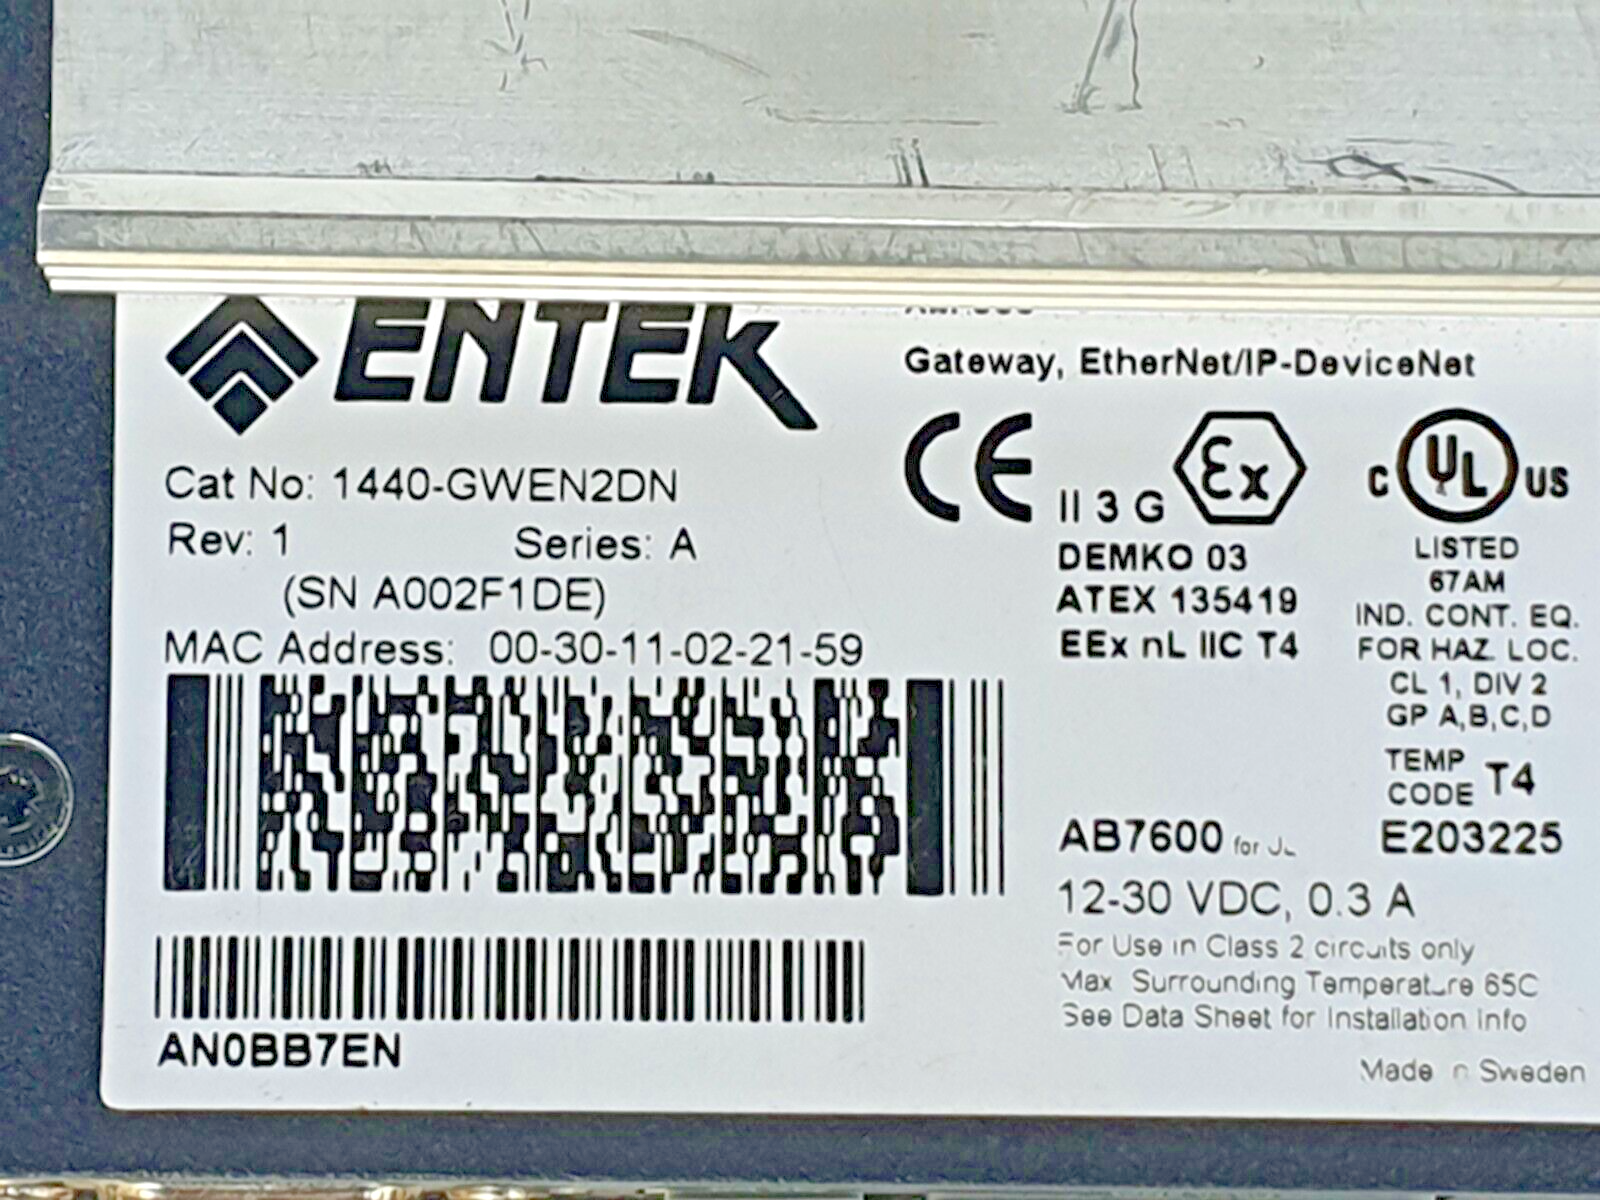 ENTEK
Cat No: 1440-GWEN2DN
Rev: 1 Series: A
(SN A002F1DE)
MAC Address: 00-30-11-02-21-59
AN0BB7EN
Gateway, EtherNet/IP-DeviceNet
CE II 3 G Ex
DEMKO 03
ATEX 135419
EEx nL IIC T4
C UL US
LISTED
67AM
IND. CONT. EQ.
FOR HAZ. LOC.
CL 1, DIV 2
GP A,B,C,D
TEMP
CODE T4
AB7600 for E203225
12-30 VDC, 0.3 A
For Use in Class 2 circuits only
Max Surrounding Temperature 65C
See Data Sheet for Installation Info
Made in Sweden